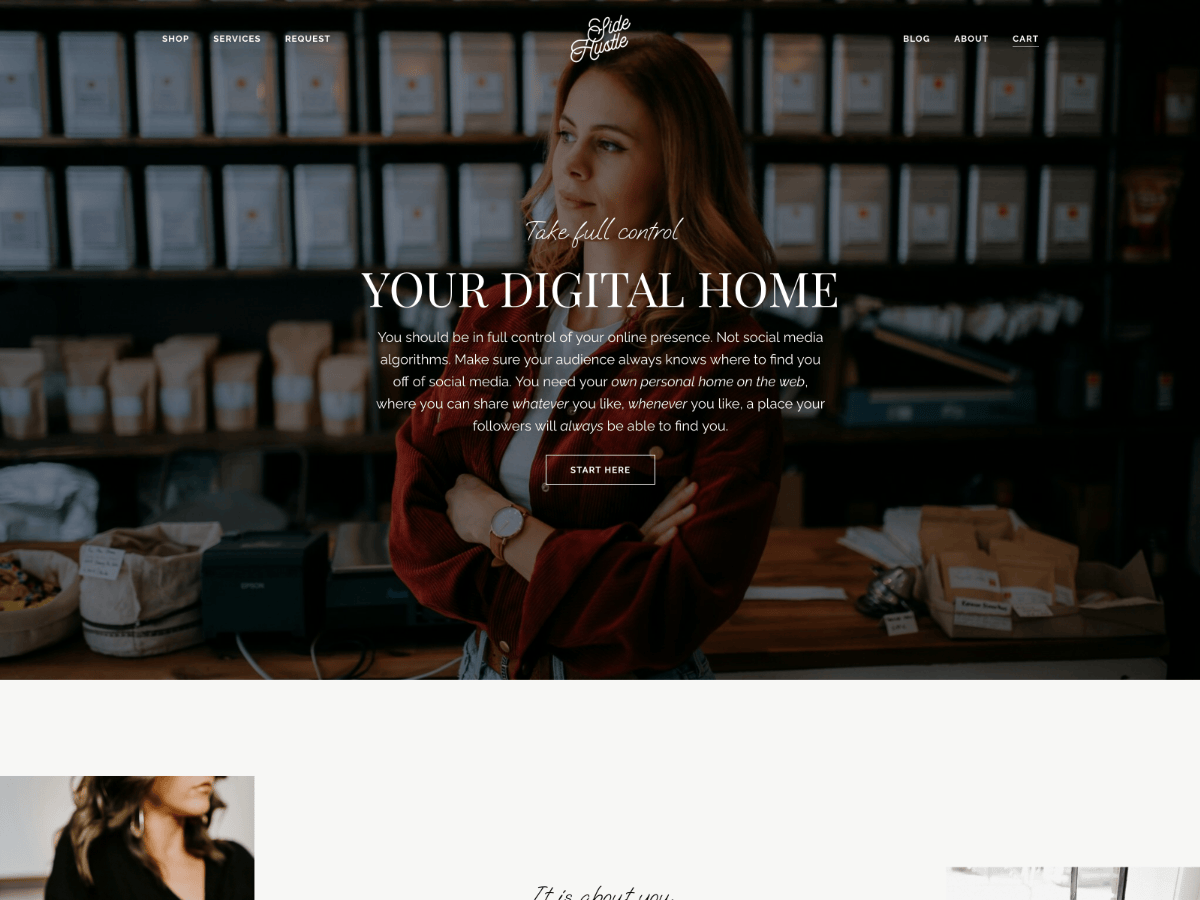 SHOP SERVICES REQUEST
Side
Hustle
BLOG ABOUT CART
Take full control
YOUR DIGITAL HOME
You should be in full control of your online presence. Not social media
algorithms. Make sure your audience always knows where to find you
off of social media. You need your own personal home on the web,
where you can share whatever you like, whenever you like, a place your
followers will always be able to find you.
START HERE
EPSON
It is about you